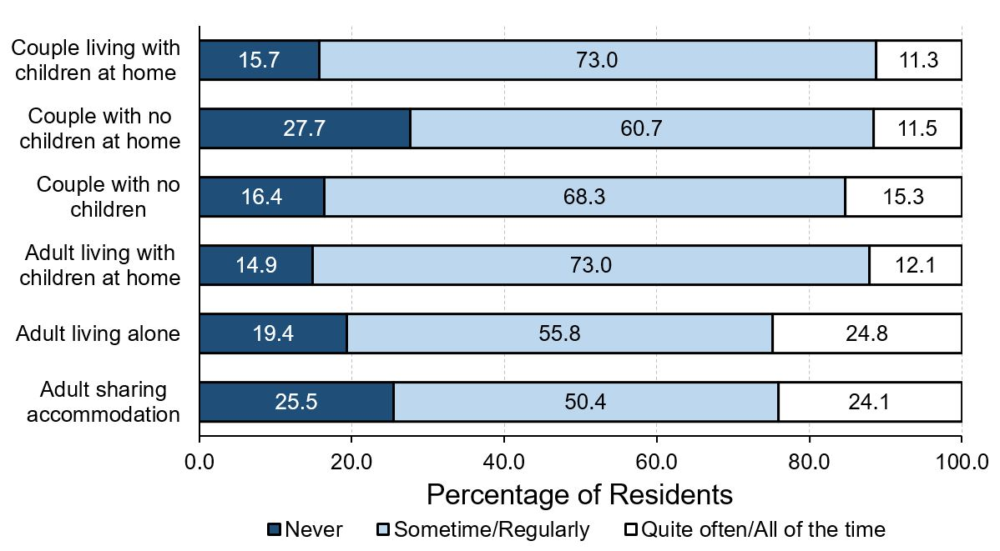 Couple living with
children at home
15.7 73.0 11.3
Couple with no
children at home
27.7 60.7 11.5
Couple with no
children
16.4 68.3 15.3
Adult living with
children at home
14.9 73.0 12.1
Adult living alone 19.4 55.8 24.8
Adult sharing
accommodation
25.5 50.4 24.1
0.0 20.0 40.0 60.0 80.0 100.0
Percentage of Residents
Never Sometime/Regularly Quite often/All of the time